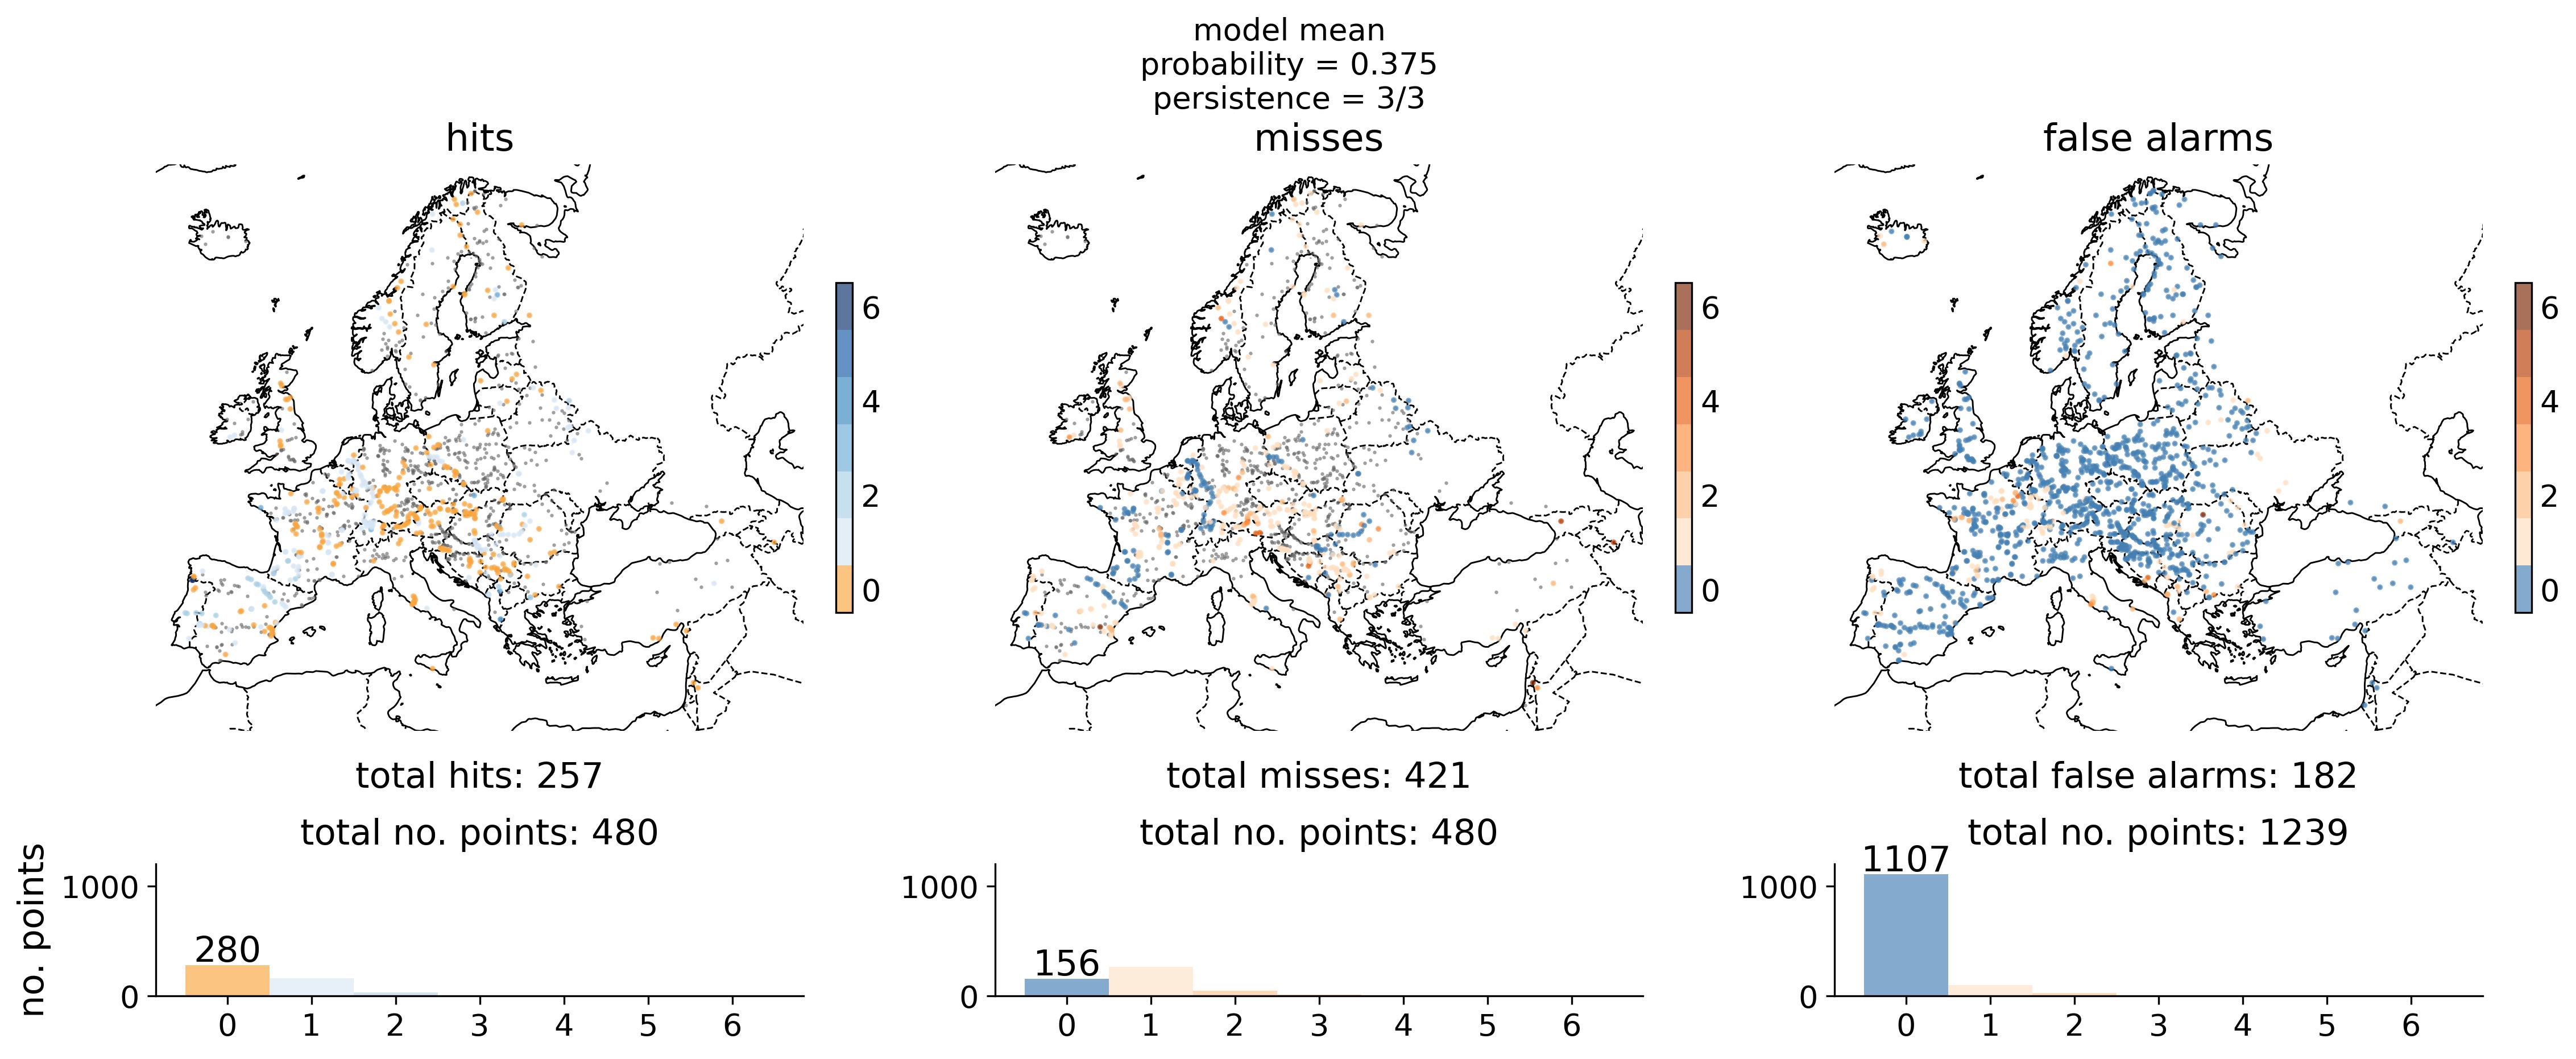 model mean
probability = 0.375
persistence = 3/3
hits
misses
false alarms
6
4
2
0
6
4
2
0
6
4
2
0
total hits: 257
total misses: 421
total false alarms: 182
total no. points: 480
total no. points: 480
total no. points: 1239
no. points
1000
0
280
0 1 2 3 4 5 6
1000
0
156
0 1 2 3 4 5 6
1000
0
1107
0 1 2 3 4 5 6